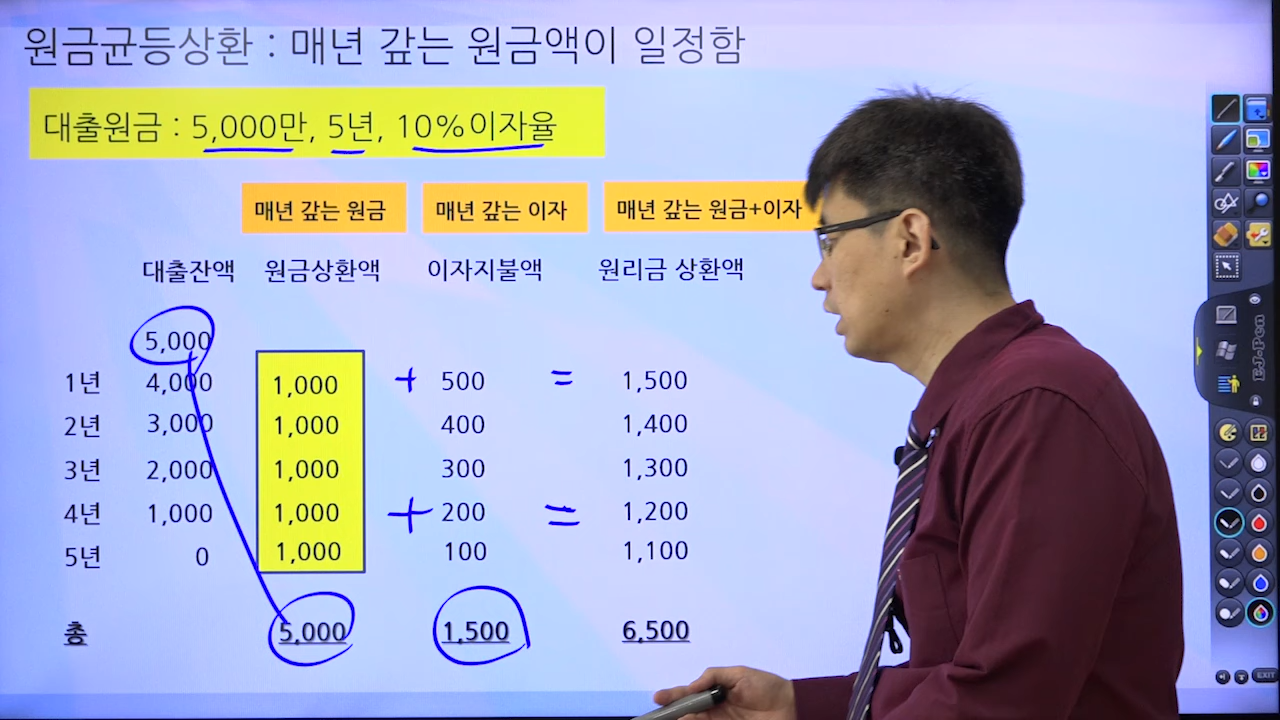 원금균등상환 : 매년 갚는 원금액이 일정함
대출원금 : 5,000만, 5년, 10%이자율
매년 갚는 원금 매년 갚는 이자 매년 갚는 원금+이자
대출잔액 원금상환액 이자지불액 원리금 상환액
5,000
1년 4,000 1,000 + 500 = 1,500
2년 3,000 1,000 400 1,400
3년 2,000 1,000 300 1,300
4년 1,000 1,000 + 200 = 1,200
5년 0 1,000 100 1,100
총 5,000 1,500 6,500
EJ-Pen
EXIT